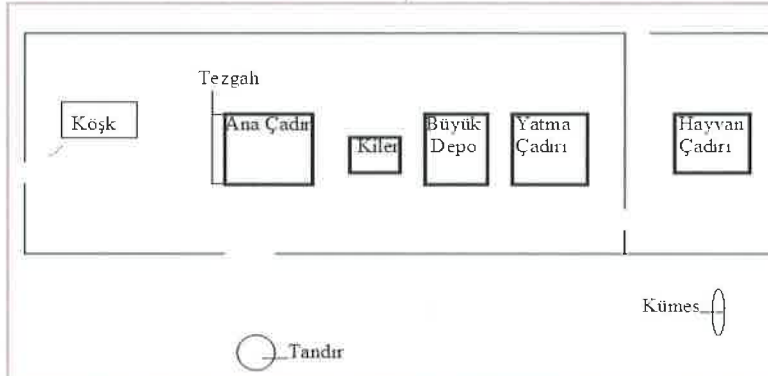 Tezgah
Köşk
Ana Çadır
Kiler
Büyük
Depo
Yatma
Çadırı
Hayvan
Çadırı
Kümes
Tandır